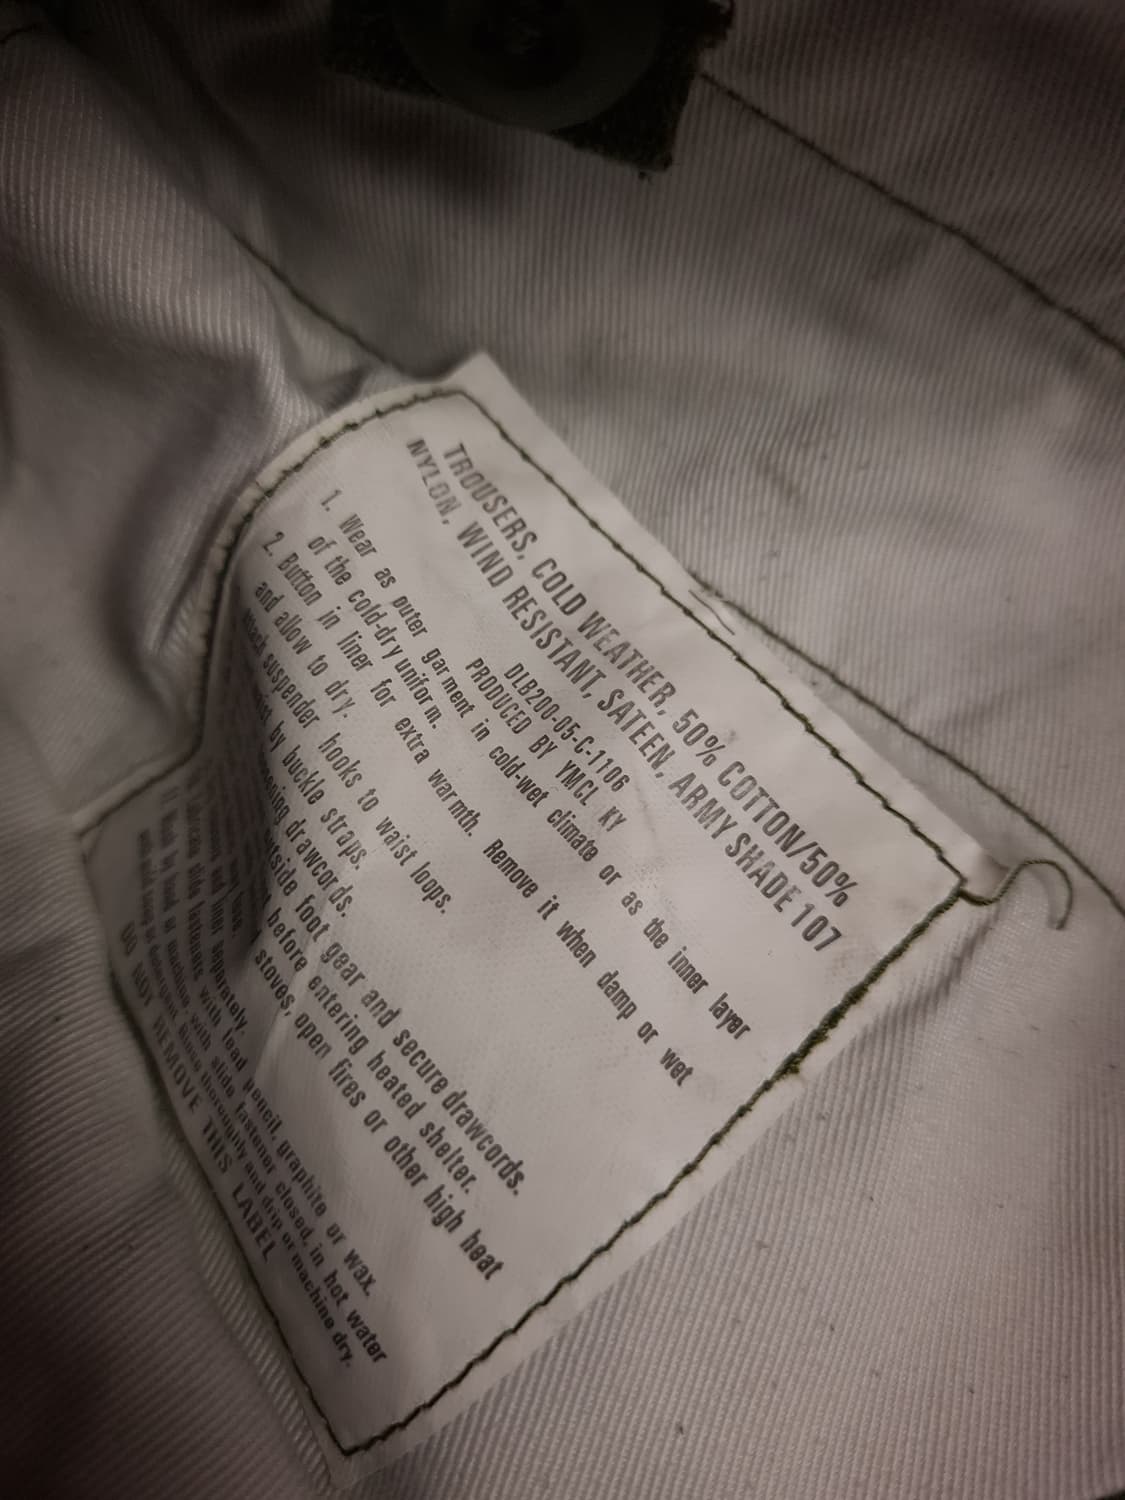 TROUSERS, COLD WEATHER, 50% COTTON/50%
NYLON, WIND RESISTANT, SATEEN, ARMY SHADE 107
DLB200-05-C-1106
PRODUCED BY YMCL KY
1. Wear as outer garment in cold-wet climate or as the inner layer
of the cold-dry uniform.
2. Button in liner for extra warmth. Remove it when damp or wet
and allow to dry.
suspender hooks to waist loops.
by buckle straps.
drawcords.
foot gear and secure drawcords.
before entering heated shelter.
stoves, open fires or other high heat
separately.
with lead pencil, graphite or wax.
with slide fastener closed, in hot water
Rinse thoroughly and drip or machine dry.
DO NOT REMOVE THIS LABEL